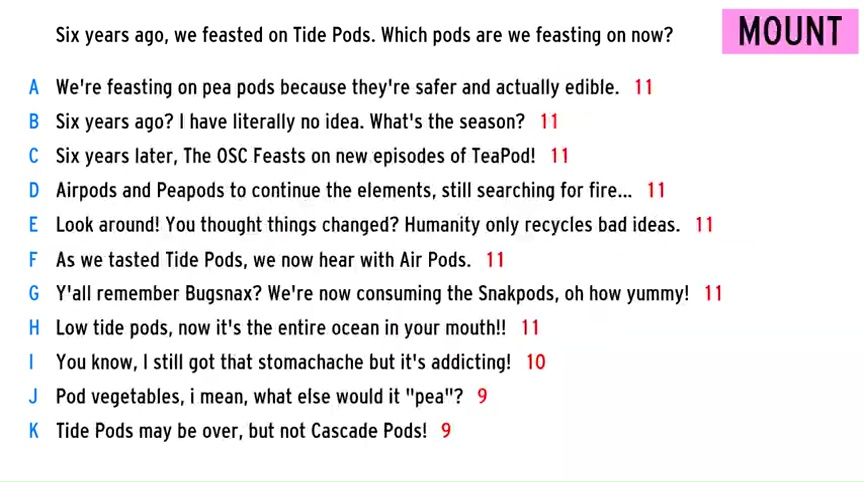 Six years ago, we feasted on Tide Pods. Which pods are we feasting on now?
MOUNT
A We're feasting on pea pods because they're safer and actually edible. 11
B Six years ago? I have literally no idea. What's the season? 11
C Six years later, The OSC Feasts on new episodes of TeaPod! 11
D Airpods and Peapods to continue the elements, still searching for fire... 11
E Look around! You thought things changed? Humanity only recycles bad ideas. 11
F As we tasted Tide Pods, we now hear with Air Pods. 11
G Y'all remember Bugsnax? We're now consuming the Snakpods, oh how yummy! 11
H Low tide pods, now it's the entire ocean in your mouth!! 11
I You know, I still got that stomachache but it's addicting! 10
J Pod vegetables, i mean, what else would it "pea"? 9
K Tide Pods may be over, but not Cascade Pods! 9